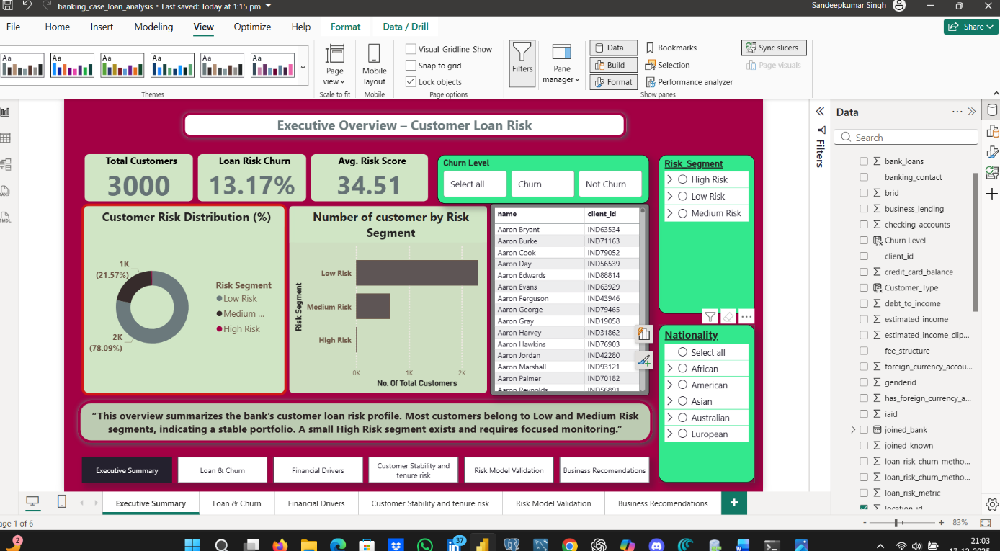 banking_case_loan_analysis • Last saved: Today at 1:15 pm
Sandeepkumar Singh
File Home Insert Modeling View Optimize Help Format Data / Drill
Share
Aa Aa Aa Aa Aa Aa
Themes
Page view
Scale to fit
Mobile layout
Mobile
Visual_Gridline_Show
Snap to grid
Lock objects
Page options
Filters
Pane manager
Data
Build
Format
Bookmarks
Selection
Performance analyzer
Sync slicers
Page visuals
Show panes
Executive Overview – Customer Loan Risk
Total Customers
3000
Loan Risk Churn
13.17%
Avg. Risk Score
34.51
Churn Level
Select all
Churn
Not Churn
Risk Segment
High Risk
Low Risk
Medium Risk
Customer Risk Distribution (%)
1K
(21.57%)
2K
(78.09%)
Risk Segment
Low Risk
Medium ...
High Risk
Number of customer by Risk
Segment
Risk Segment
Low Risk
Medium Risk
High Risk
0K 1K 2K
No. Of Total Customers
name client_id
Aaron Bryant IND63534
Aaron Burke IND71163
Aaron Cook IND79052
Aaron Day IND56539
Aaron Edwards IND88814
Aaron Evans IND63929
Aaron Ferguson IND43946
Aaron George IND79465
Aaron Gray IND19058
Aaron Harvey IND31862
Aaron Hawkins IND76903
Aaron Jordan IND42280
Aaron Marshall IND93121
Aaron Palmer IND70182
Aaron Reynolds IND56891
Nationality
Select all
African
American
Asian
Australian
European
“This overview summarizes the bank’s customer loan risk profile. Most customers belong to Low and Medium Risk
segments, indicating a stable portfolio. A small High Risk segment exists and requires focused monitoring.”
Executive Summary
Loan & Churn
Financial Drivers
Customer Stability and
tenure risk
Risk Model Validation
Business Recomendations
Filters
Data
Search
bank_loans
banking_contact
brid
business_lending
checking_accounts
Churn Level
client_id
credit_card_balance
Customer_Type
debt_to_income
estimated_income
estimated_income_clip...
fee_structure
foreign_currency_accou...
genderid
has_foreign_currency_a...
iaid
joined_bank
joined_known
loan_risk_churn_metho...
loan_risk_churn_metho...
loan_risk_metric
location_id
Executive Summary Loan & Churn Financial Drivers Customer Stability and tenure risk Risk Model Validation Business Recomendations
age 1 of 6
83%
2
37
21:03
17-12-2025